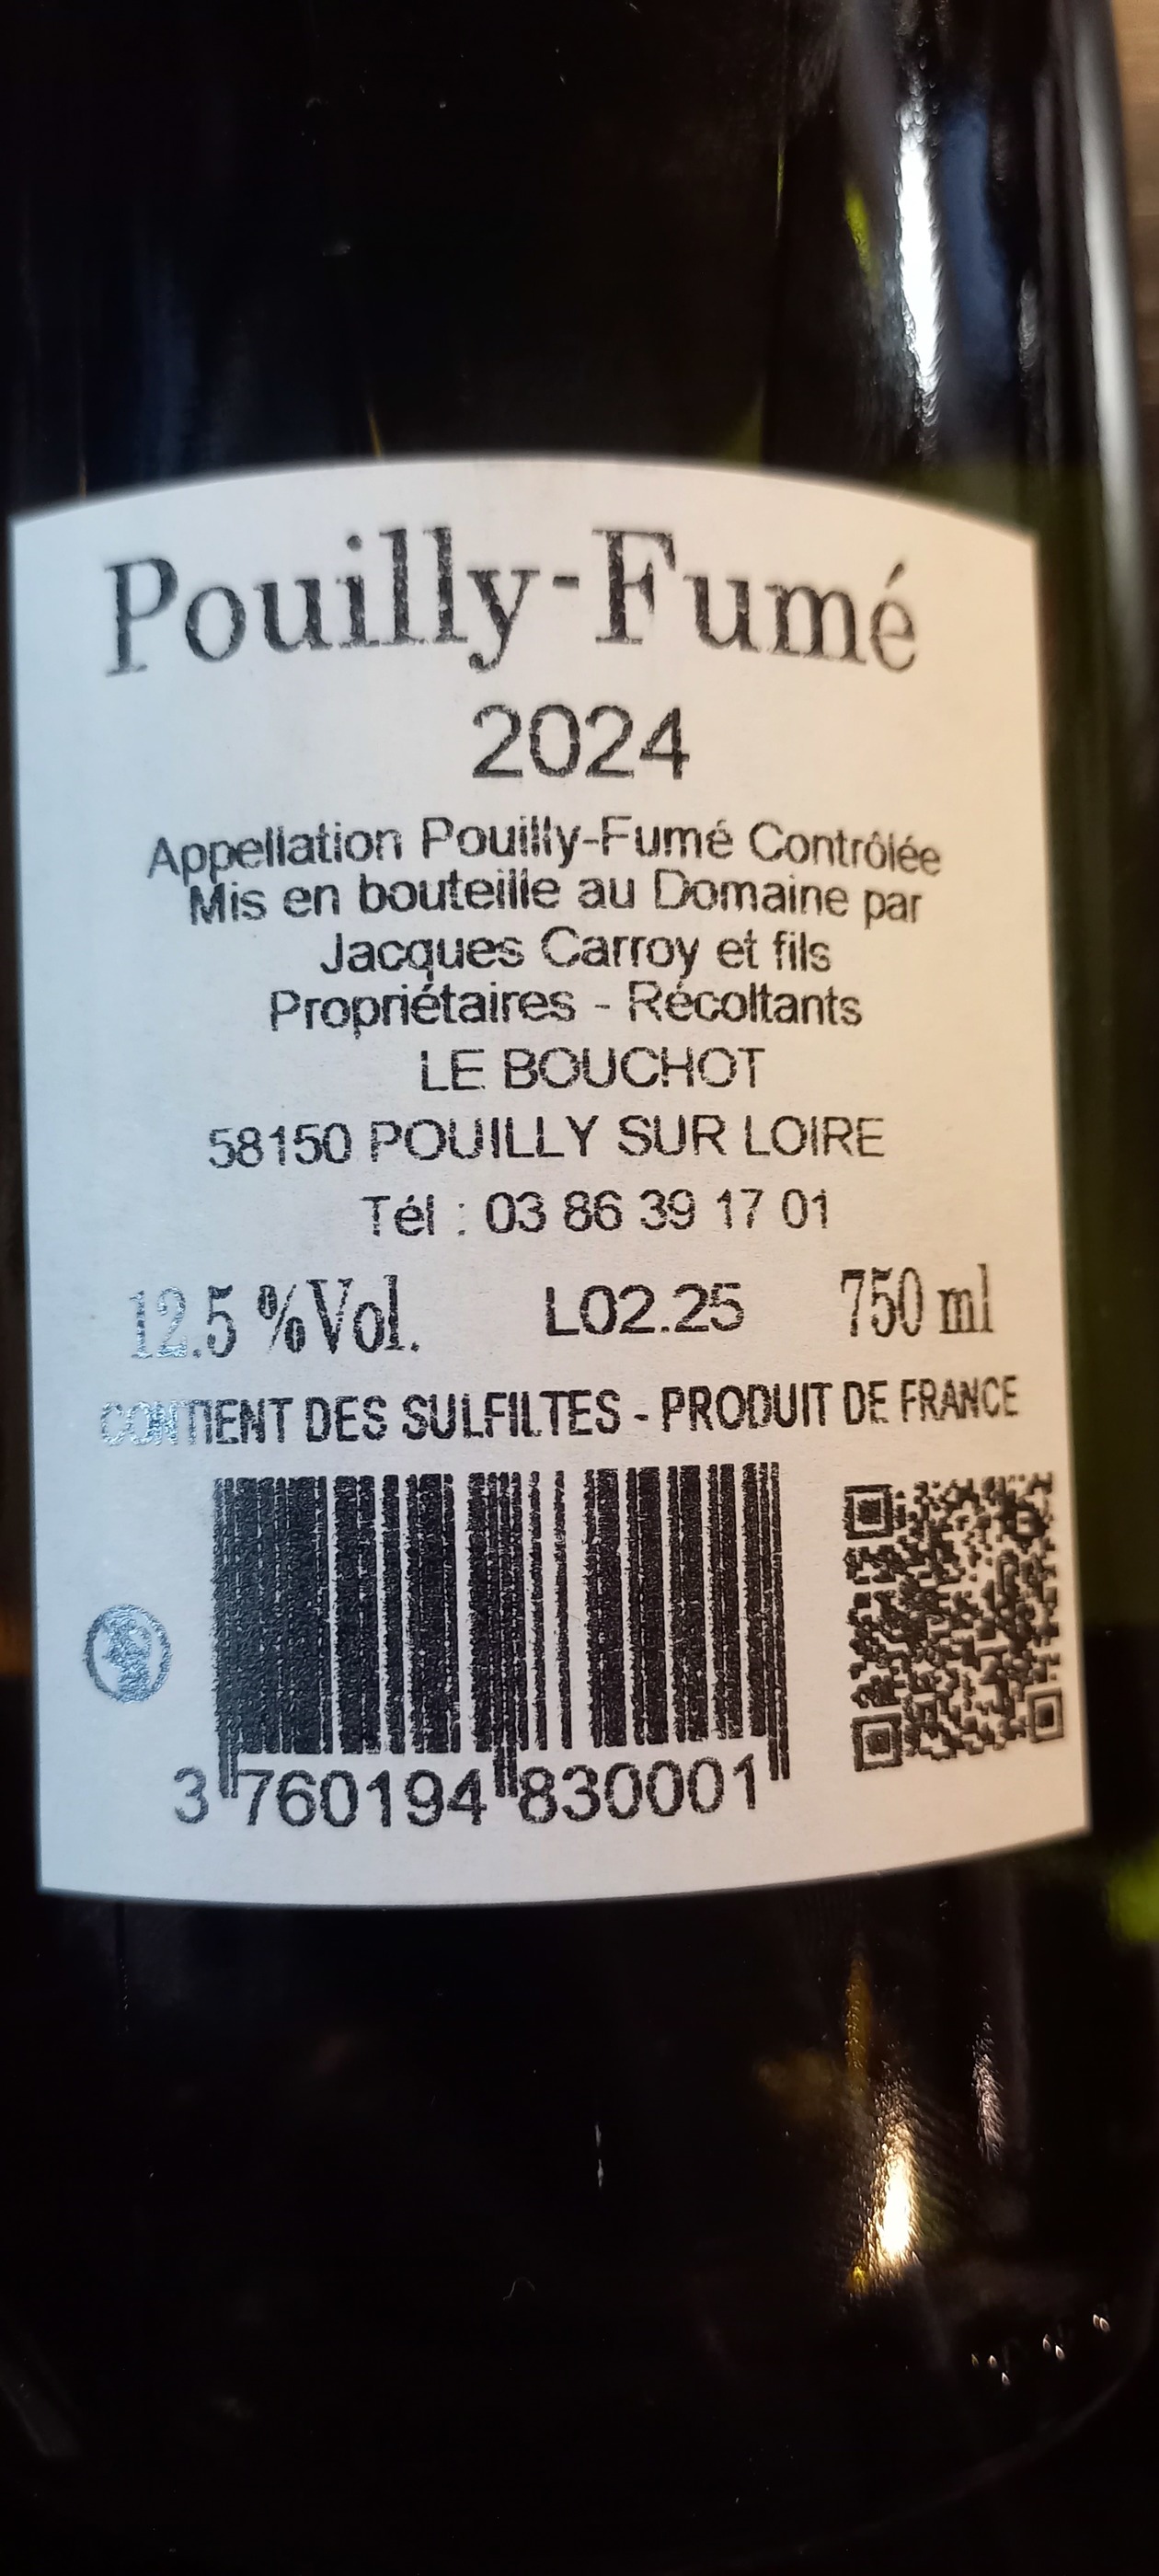 Pouilly-Fumé
2024
Appellation Pouilly-Fumé Contrôlée
Mis en bouteille au Domaine par
Jacques Carroy et fils
Propriétaires - Récoltants
LE BOUCHOT
58150 POUILLY SUR LOIRE
Tél : 03 86 39 17 01
12.5 %Vol. L02.25 750 ml
CONTIENT DES SULFILTES - PRODUIT DE FRANCE
3 760194 830001